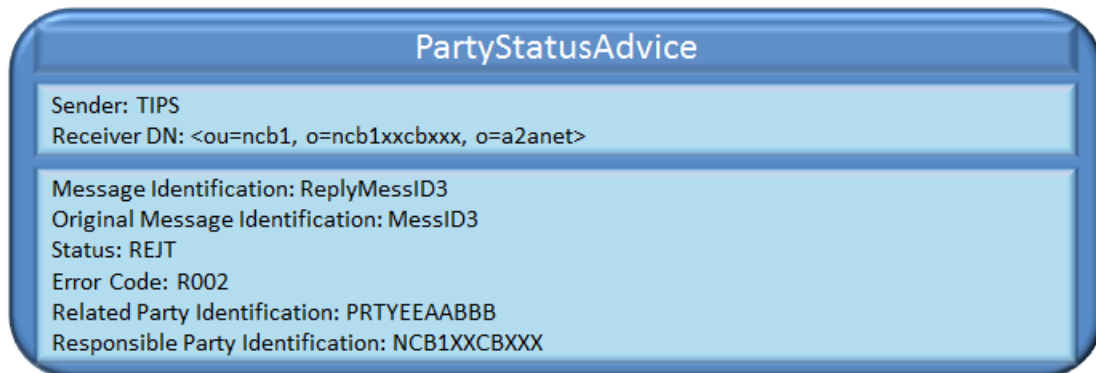 PartyStatusAdvice
Sender: TIPS
Receiver DN: <ou=ncb1, o=ncb1xxcbxxx, o=a2anet>
Message Identification: ReplyMessID3
Original Message Identification: MessID3
Status: REJT
Error Code: R002
Related Party Identification: PRTYEEAABBB
Responsible Party Identification: NCB1XXCBXXX